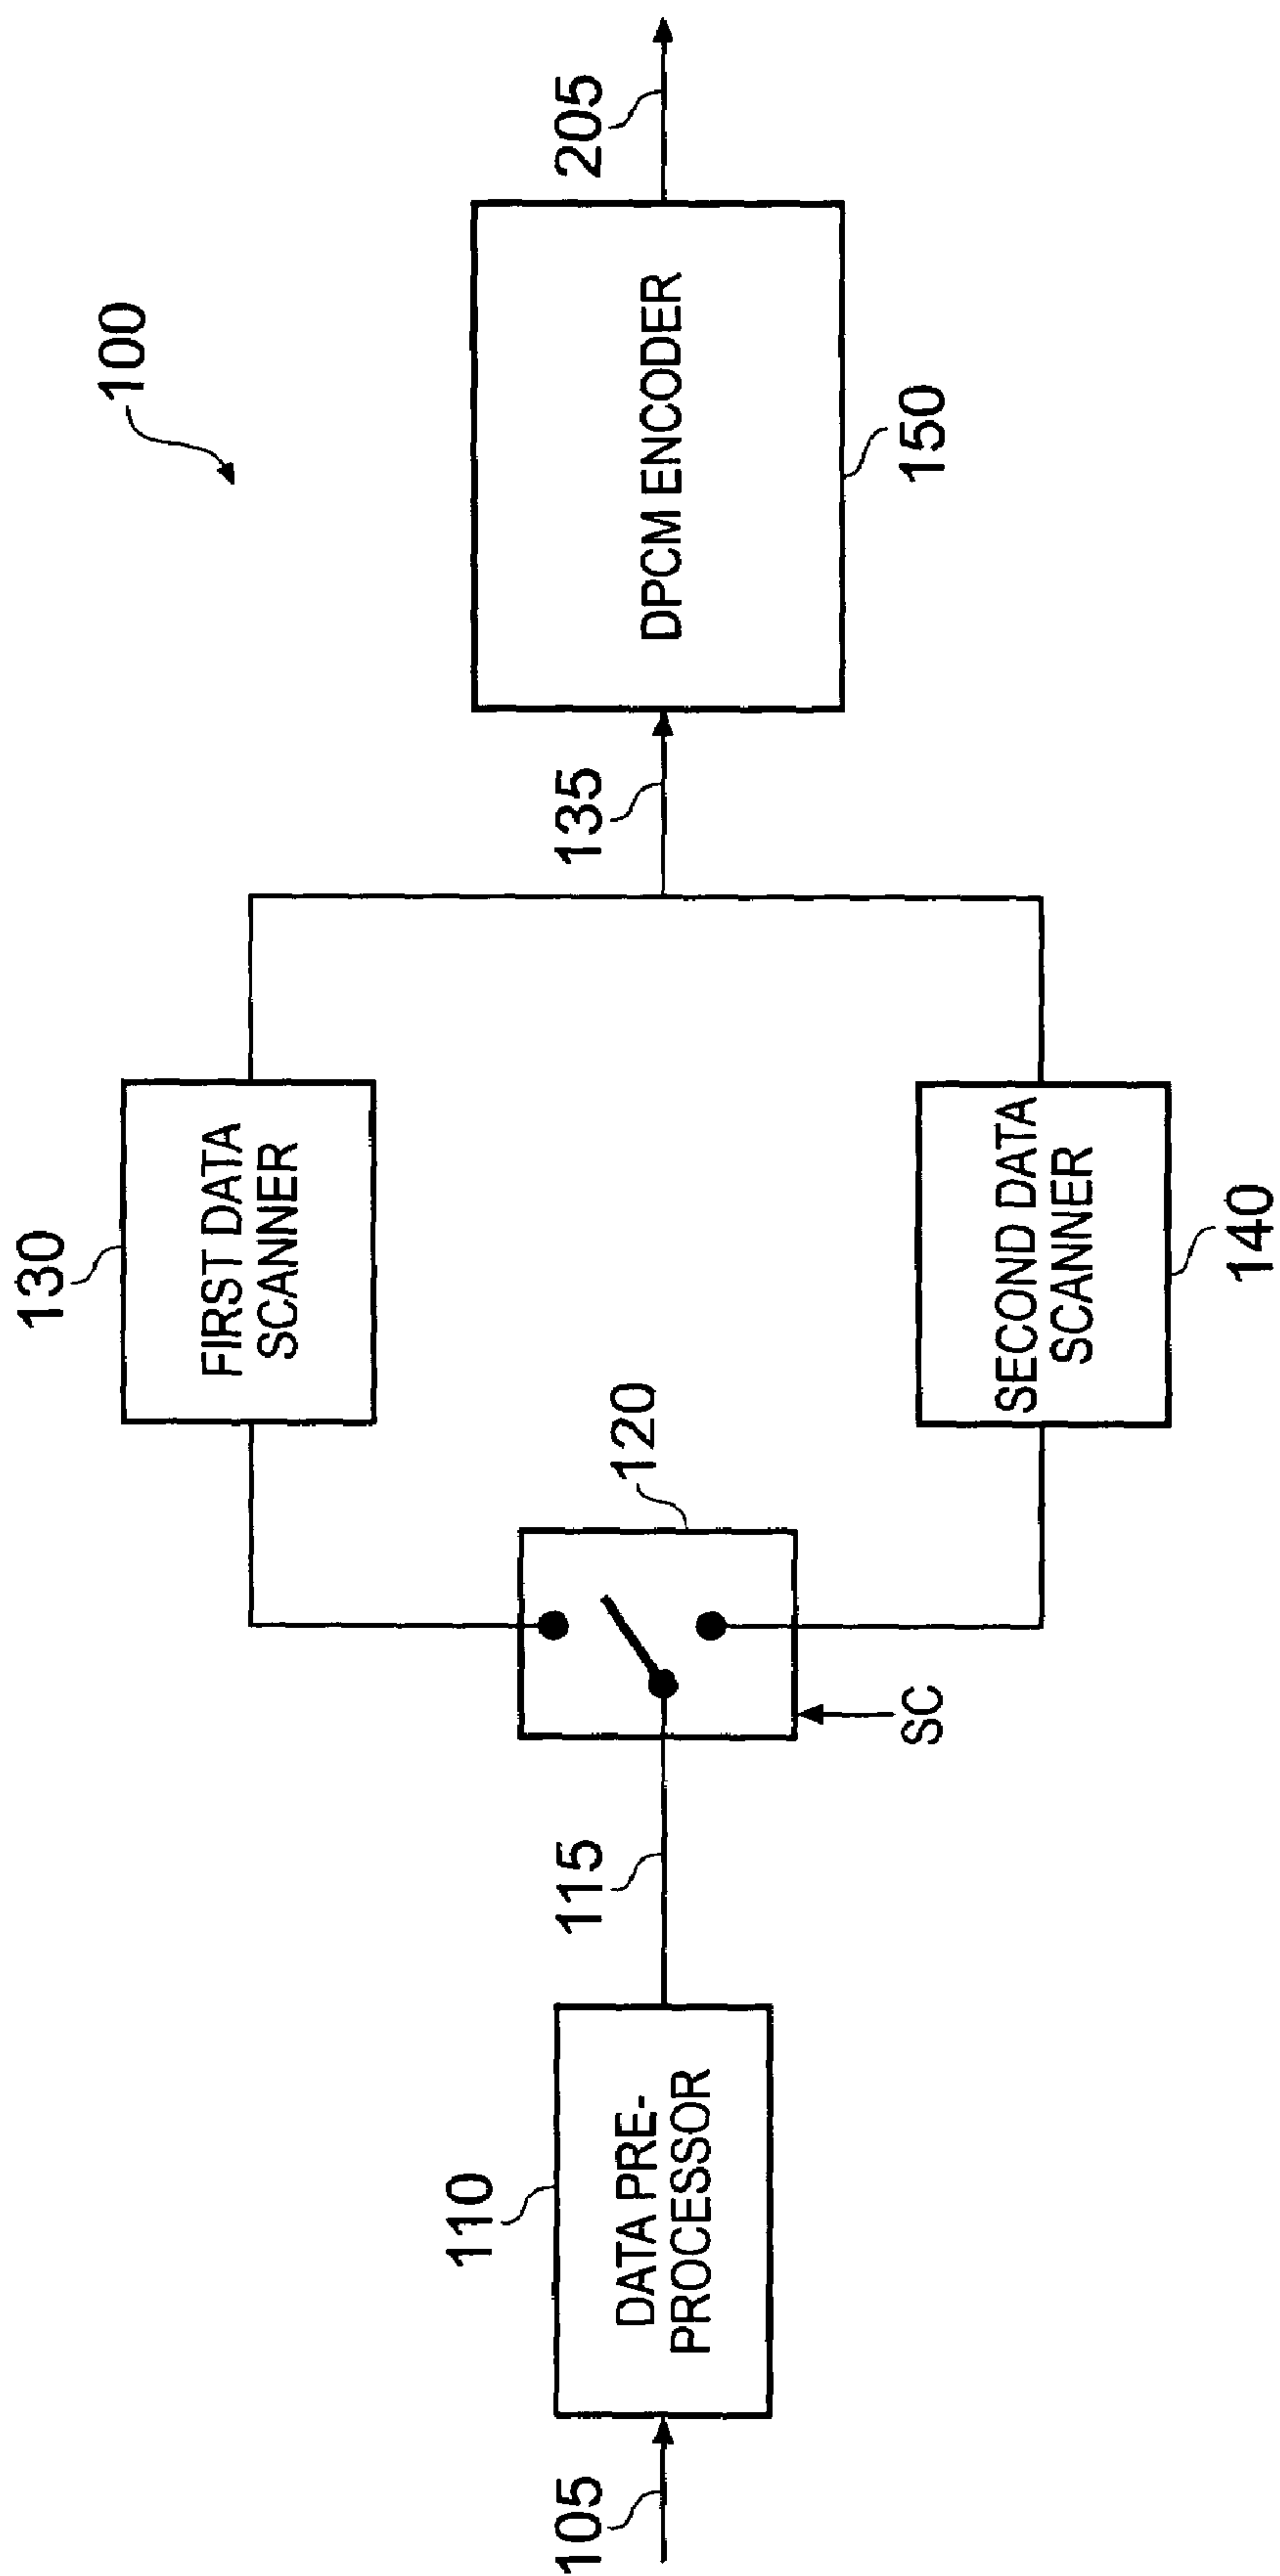 100
130
FIRST DATA
SCANNER
105
110
DATA PRE-
PROCESSOR
115
120
SC
135
DPCM ENCODER
150
205
SECOND DATA
SCANNER
140